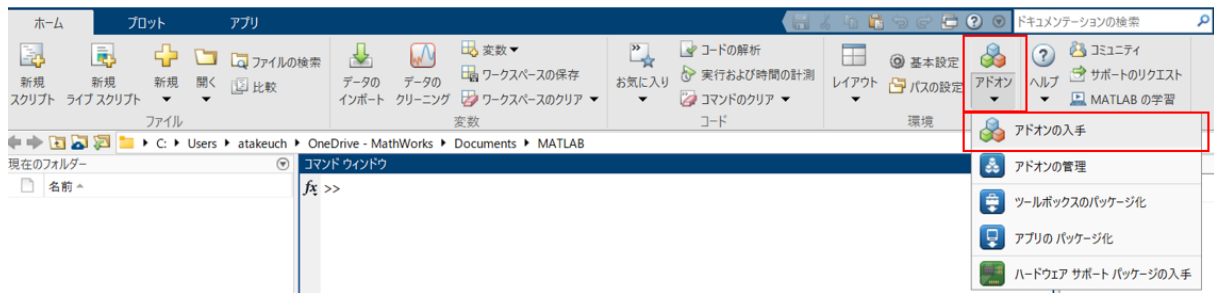 ホーム プロット アプリ ドキュメンテーションの検索
新規 スクリプト
新規 ライブ スクリプト
新規
開く
ファイルの検索
比較
データの インポート
データの クリーニング
変数
ワークスペースの保存
ワークスペースのクリア
お気に入り
コードの解析
実行および時間の計測
コマンドのクリア
レイアウト
基本設定
パスの設定
アドオン
ヘルプ
コミュニティ
サポートのリクエスト
MATLAB の学習
ファイル 変数 コード 環境
C: Users atakeuch OneDrive - MathWorks Documents MATLAB
現在のフォルダー
名前
コマンド ウィンドウ
fx >>
アドオンの入手
アドオンの管理
ツールボックスのパッケージ化
アプリの パッケージ化
ハードウェア サポート パッケージの入手